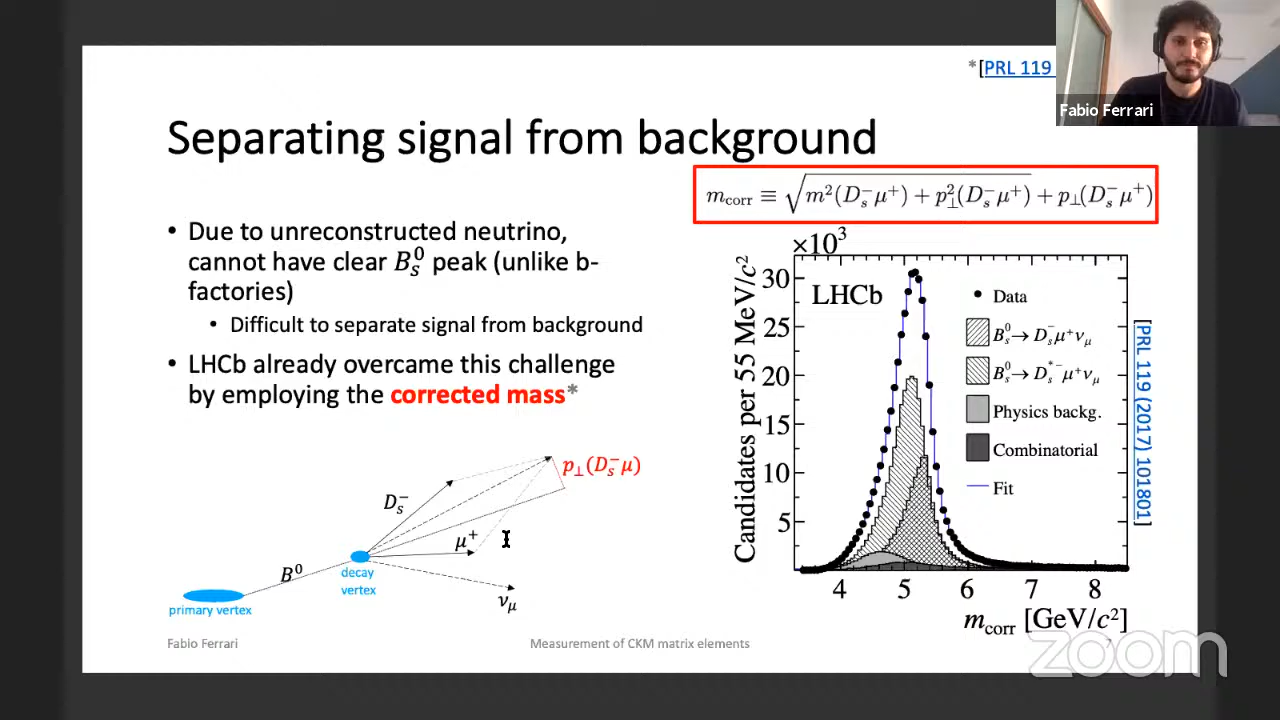 *[PRL 119
Fabio Ferrari
Separating signal from background
m_corr ≡ √(m²(D_s⁻μ⁺) + p_⊥²(D_s⁻μ⁺)) + p_⊥(D_s⁻μ⁺)
• Due to unreconstructed neutrino,
cannot have clear B_s⁰ peak (unlike b-
factories)
• Difficult to separate signal from background
• LHCb already overcame this challenge
by employing the corrected mass*
p_⊥(D_s⁻μ)
D_s⁻
μ⁺
B⁰
decay
vertex
primary vertex
ν_μ
×10³
Candidates per 55 MeV/c²
30
25
20
15
10
5
LHCb
Data
B_s⁰→ D_s⁻μ⁺ν_μ
B_s⁰→ D_s*⁻μ⁺ν_μ
Physics backg.
Combinatorial
Fit
4 5 6 7 8
m_corr [GeV/c²]
[PRL 119 (2017) 101801]
Fabio Ferrari
Measurement of CKM matrix elements
7
zoom